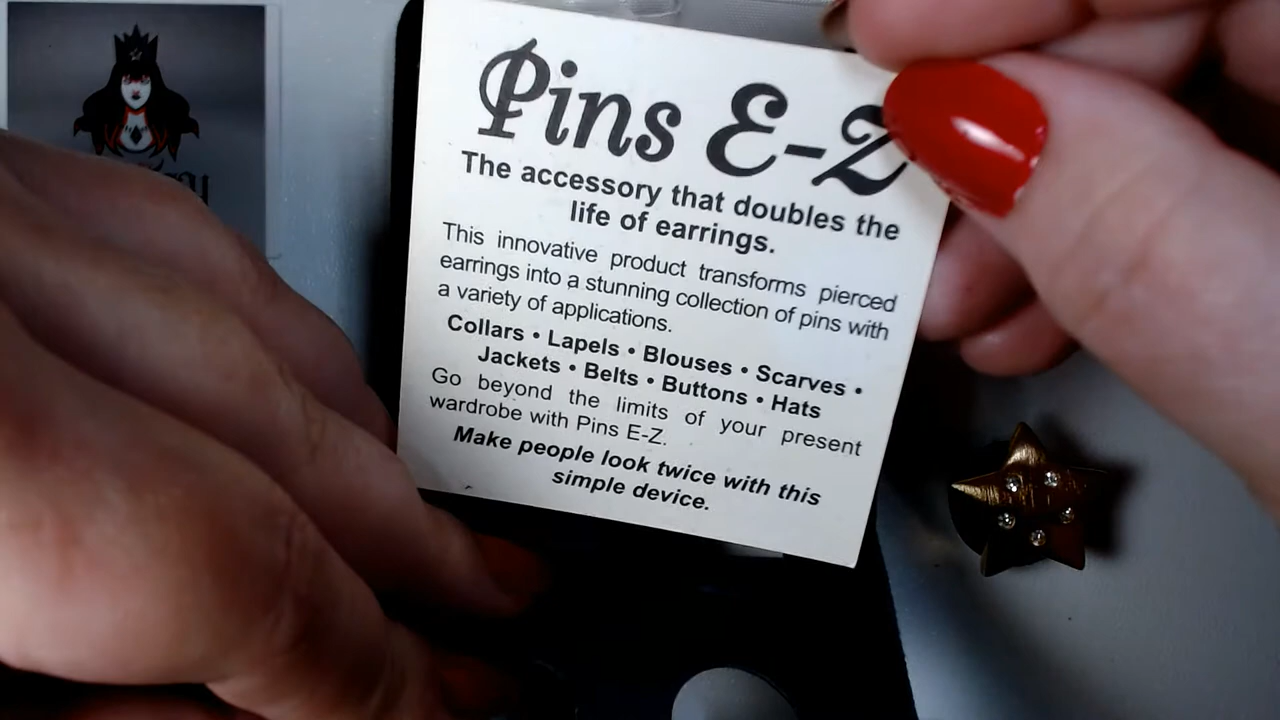 Pins E-Z
The accessory that doubles the
life of earrings.
This innovative product transforms pierced
earrings into a stunning collection of pins with
a variety of applications.
Collars • Lapels • Blouses • Scarves •
Jackets • Belts • Buttons • Hats
Go beyond the limits of your present
wardrobe with Pins E-Z.
Make people look twice with this
simple device.